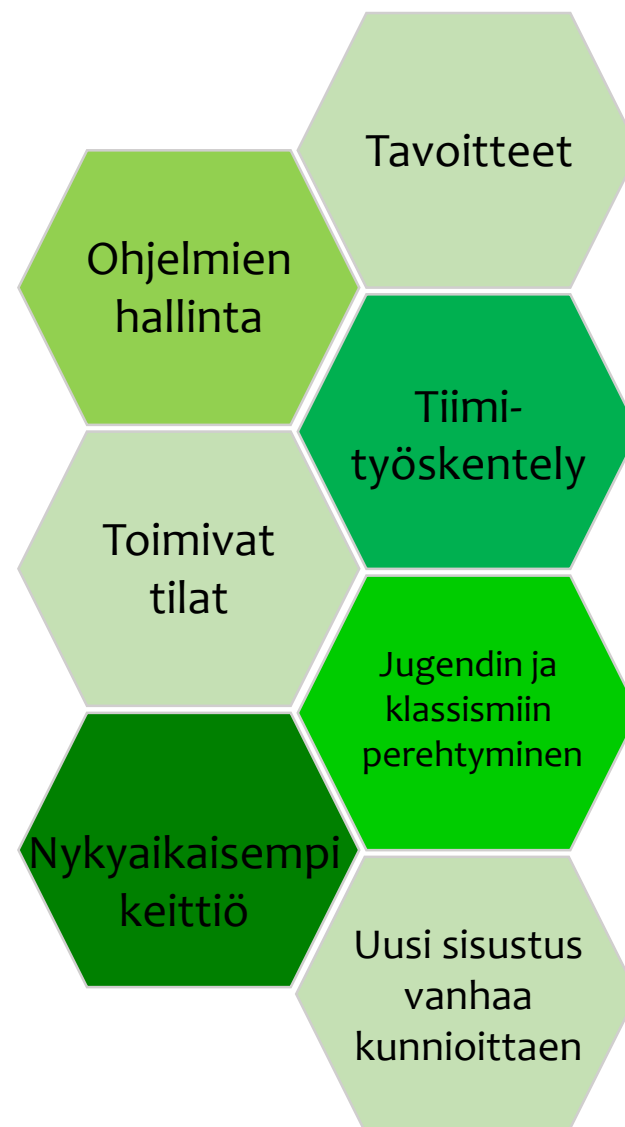 Tavoitteet
Ohjelmien
hallinta
Tiimi-
työskentely
Toimivat
tilat
Jugendin ja
klassismiin
perehtyminen
Nykyaikaisempi
keittiö
Uusi sisustus
vanhaa
kunnioittaen